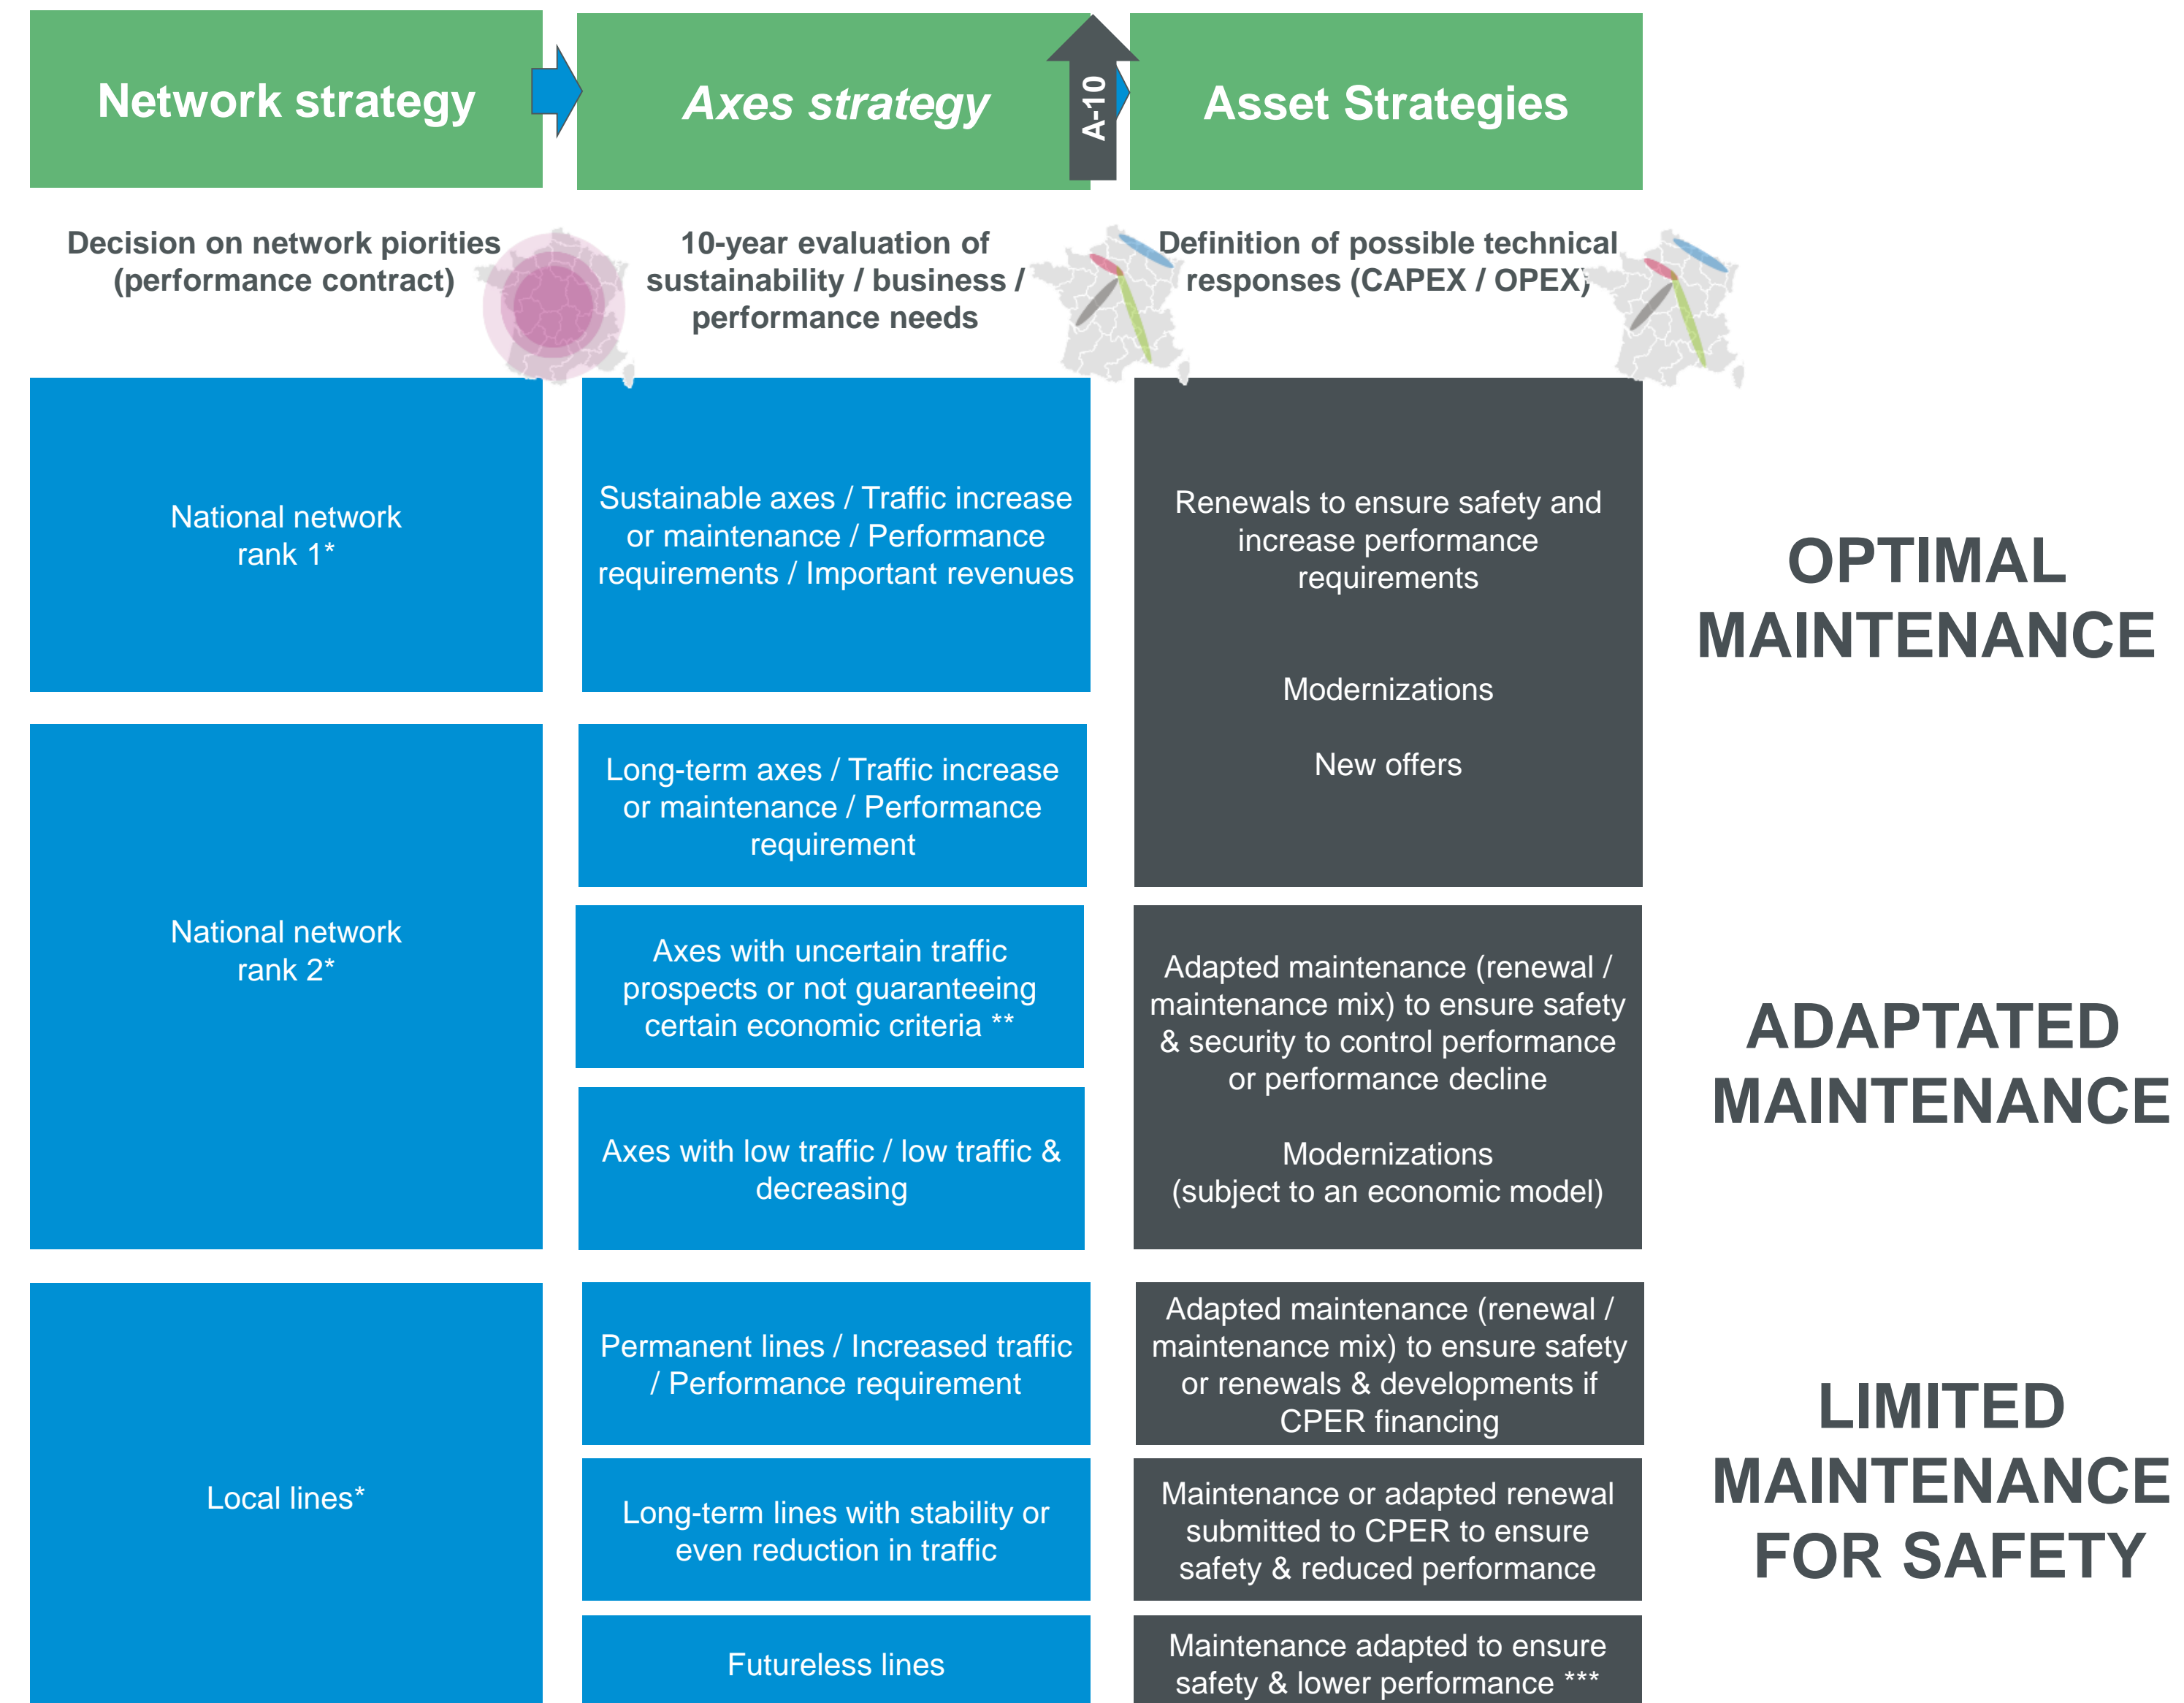 Network strategy
Axes strategy
A-10
Asset Strategies
Decision on network piorities
(performance contract)
10-year evaluation of
sustainability / business /
performance needs
Definition of possible technical
responses (CAPEX / OPEX)
National network
rank 1*
Sustainable axes / Traffic increase
or maintenance / Performance
requirements / Important revenues
Renewals to ensure safety and
increase performance
requirements
Modernizations
New offers
OPTIMAL
MAINTENANCE
National network
rank 2*
Long-term axes / Traffic increase
or maintenance / Performance
requirement
Axes with uncertain traffic
prospects or not guaranteeing
certain economic criteria **
Axes with low traffic / low traffic &
decreasing
Adapted maintenance (renewal /
maintenance mix) to ensure safety
& security to control performance
or performance decline
Modernizations
(subject to an economic model)
ADAPTATED
MAINTENANCE
Local lines*
Permanent lines / Increased traffic
/ Performance requirement
Adapted maintenance (renewal /
maintenance mix) to ensure safety
or renewals & developments if
CPER financing
Long-term lines with stability or
even reduction in traffic
Maintenance or adapted renewal
submitted to CPER to ensure
safety & reduced performance
Futureless lines
Maintenance adapted to ensure
safety & lower performance ***
LIMITED
MAINTENANCE
FOR SAFETY